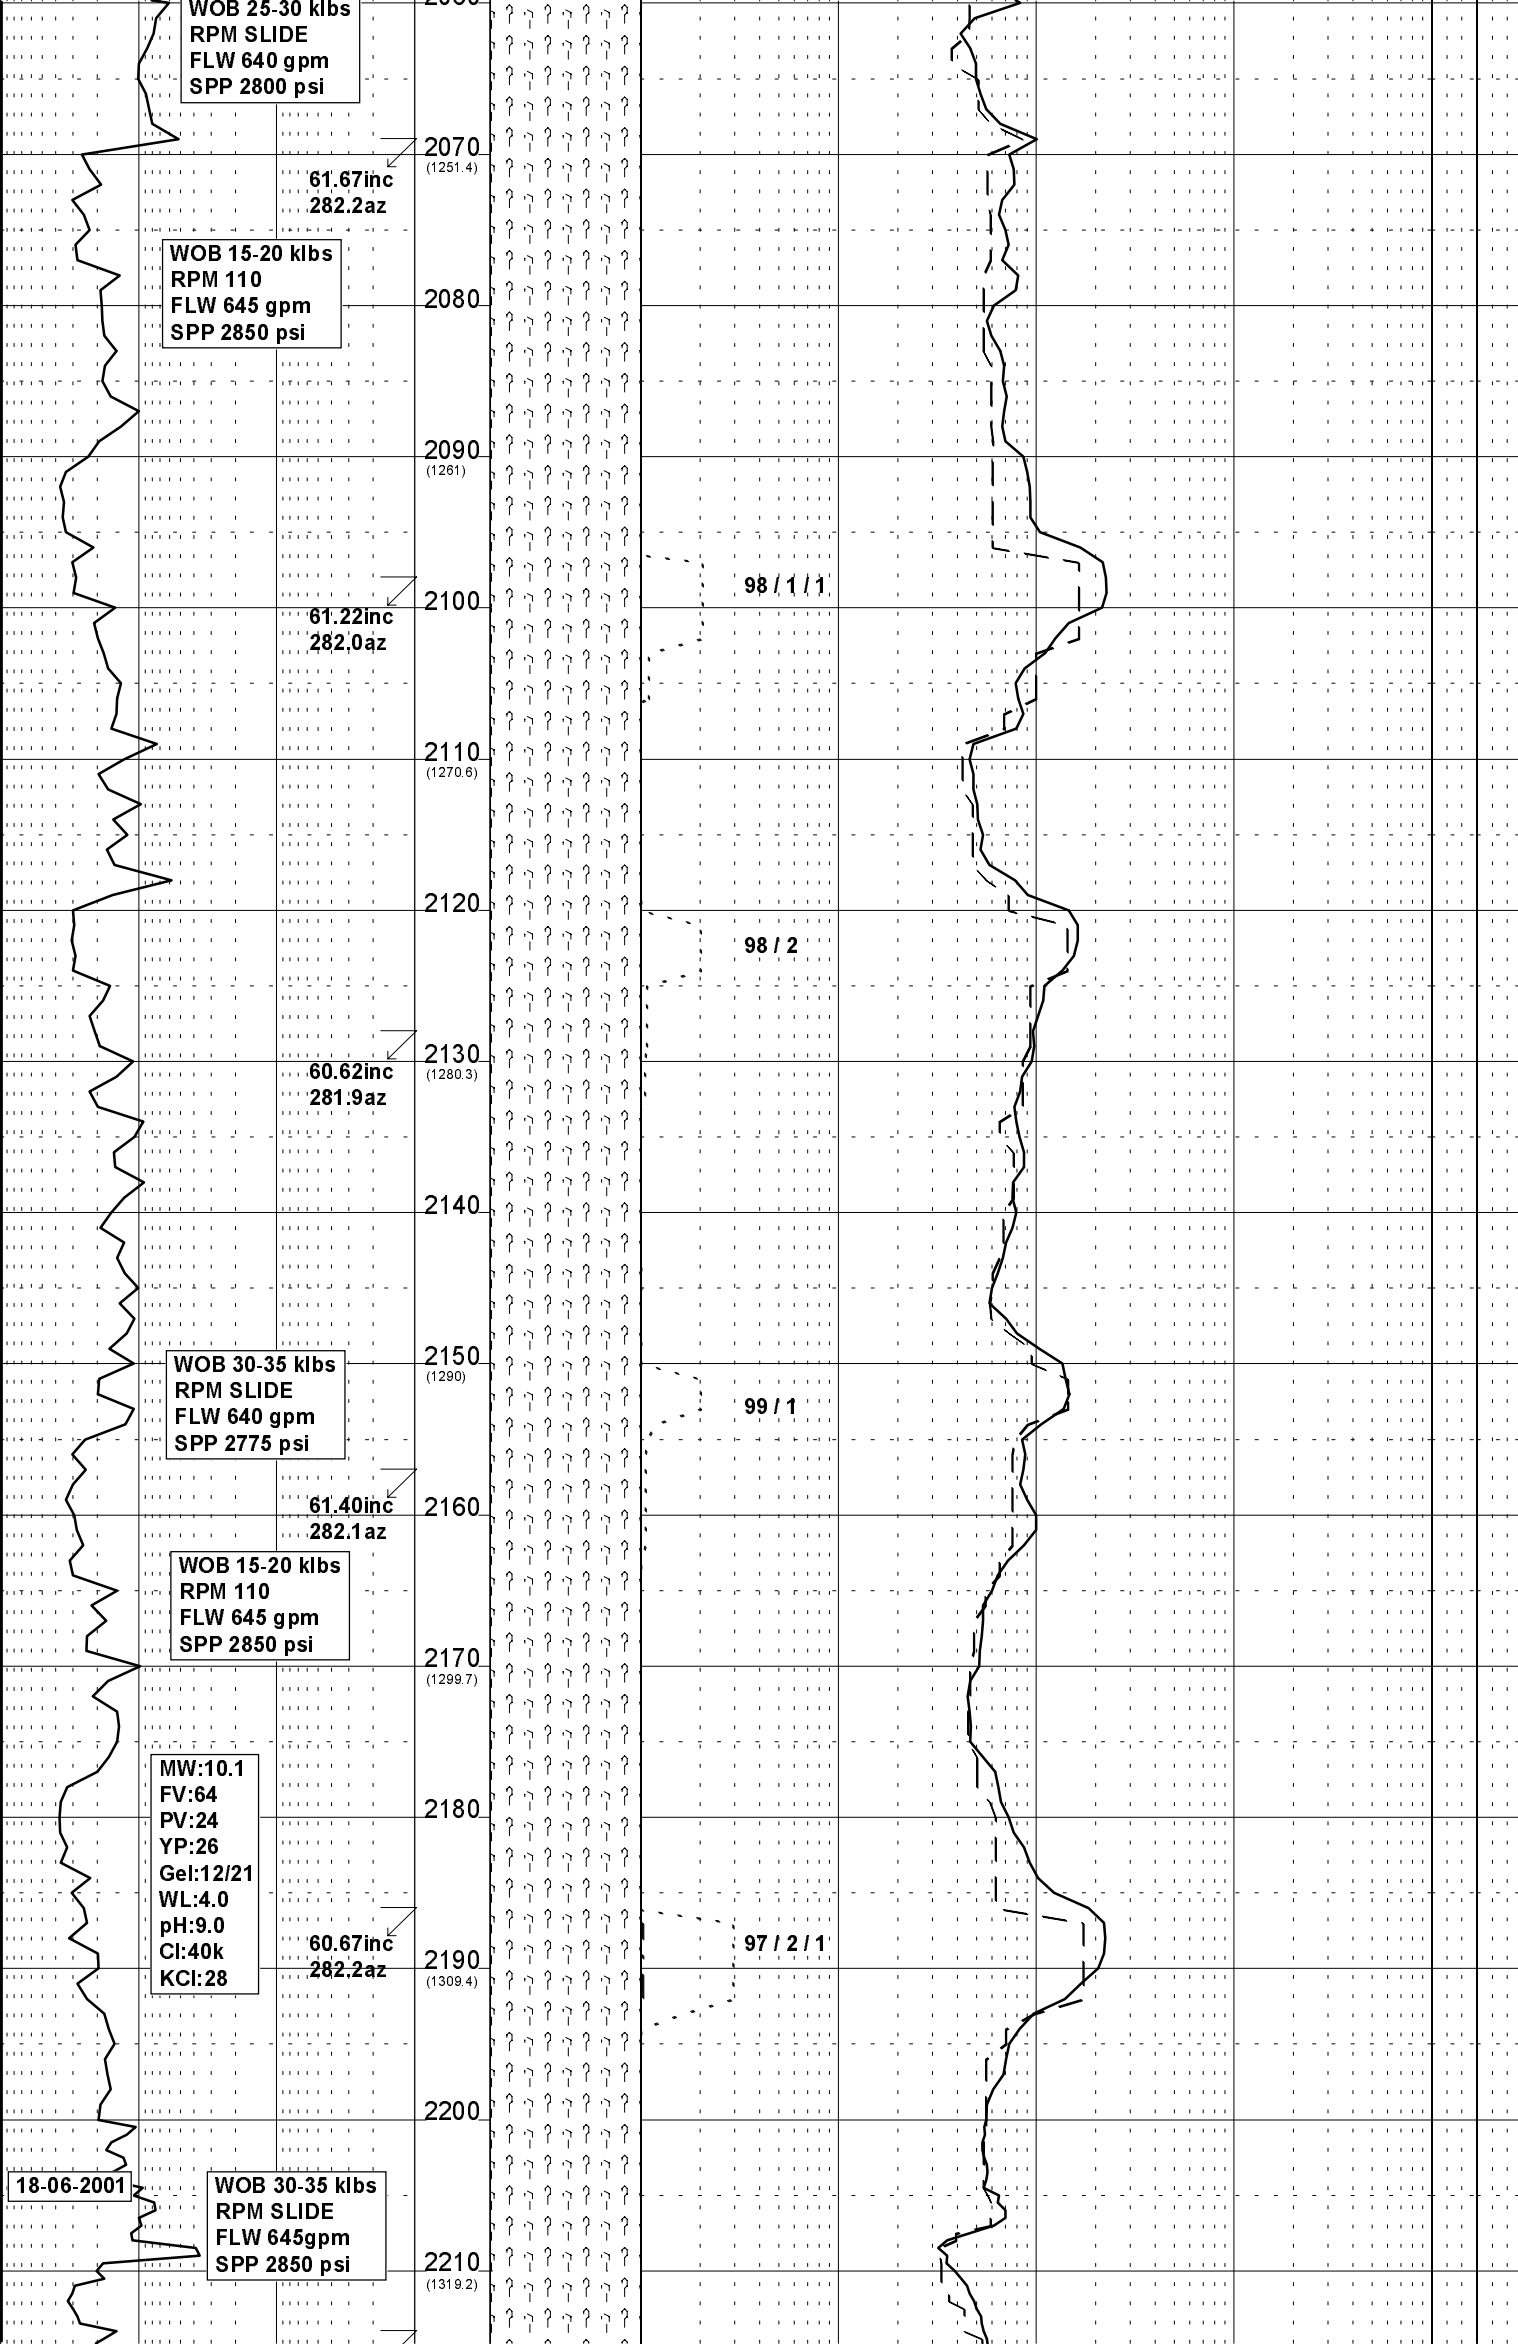 2060
WOB 25-30 klbs
RPM SLIDE
FLW 640 gpm
SPP 2800 psi
2070
(1251.4)
61.67inc
282.2az
WOB 15-20 klbs
RPM 110
FLW 645 gpm
SPP 2850 psi
2080
2090
(1261)
98 / 1 / 1
2100
61.22inc
282.0az
2110
(1270.6)
2120
98 / 2
2130
(1280.3)
60.62inc
281.9az
2140
2150
(1290)
WOB 30-35 klbs
RPM SLIDE
FLW 640 gpm
SPP 2775 psi
99 / 1
2160
61.40inc
282.1az
WOB 15-20 klbs
RPM 110
FLW 645 gpm
SPP 2850 psi
2170
(1299.7)
MW:10.1
FV:64
PV:24
YP:26
Gel:12/21
WL:4.0
pH:9.0
Cl:40k
KCl:28
2180
60.67inc
282.2az
97 / 2 / 1
2190
(1309.4)
2200
18-06-2001
WOB 30-35 klbs
RPM SLIDE
FLW 645gpm
SPP 2850 psi
2210
(1319.2)